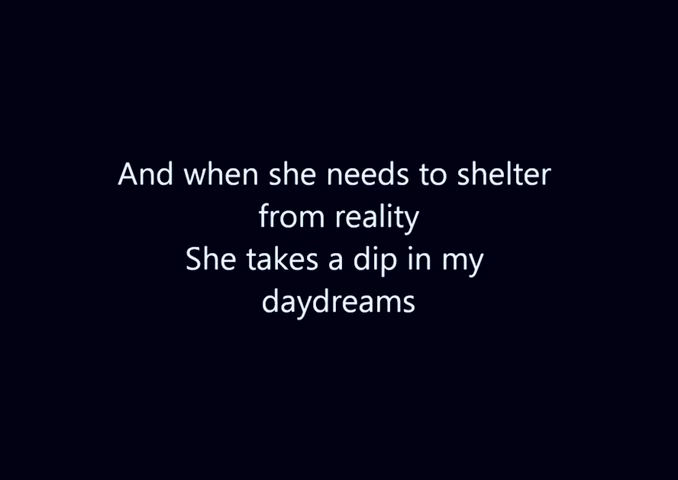 And when she needs to shelter
from reality
She takes a dip in my
daydreams